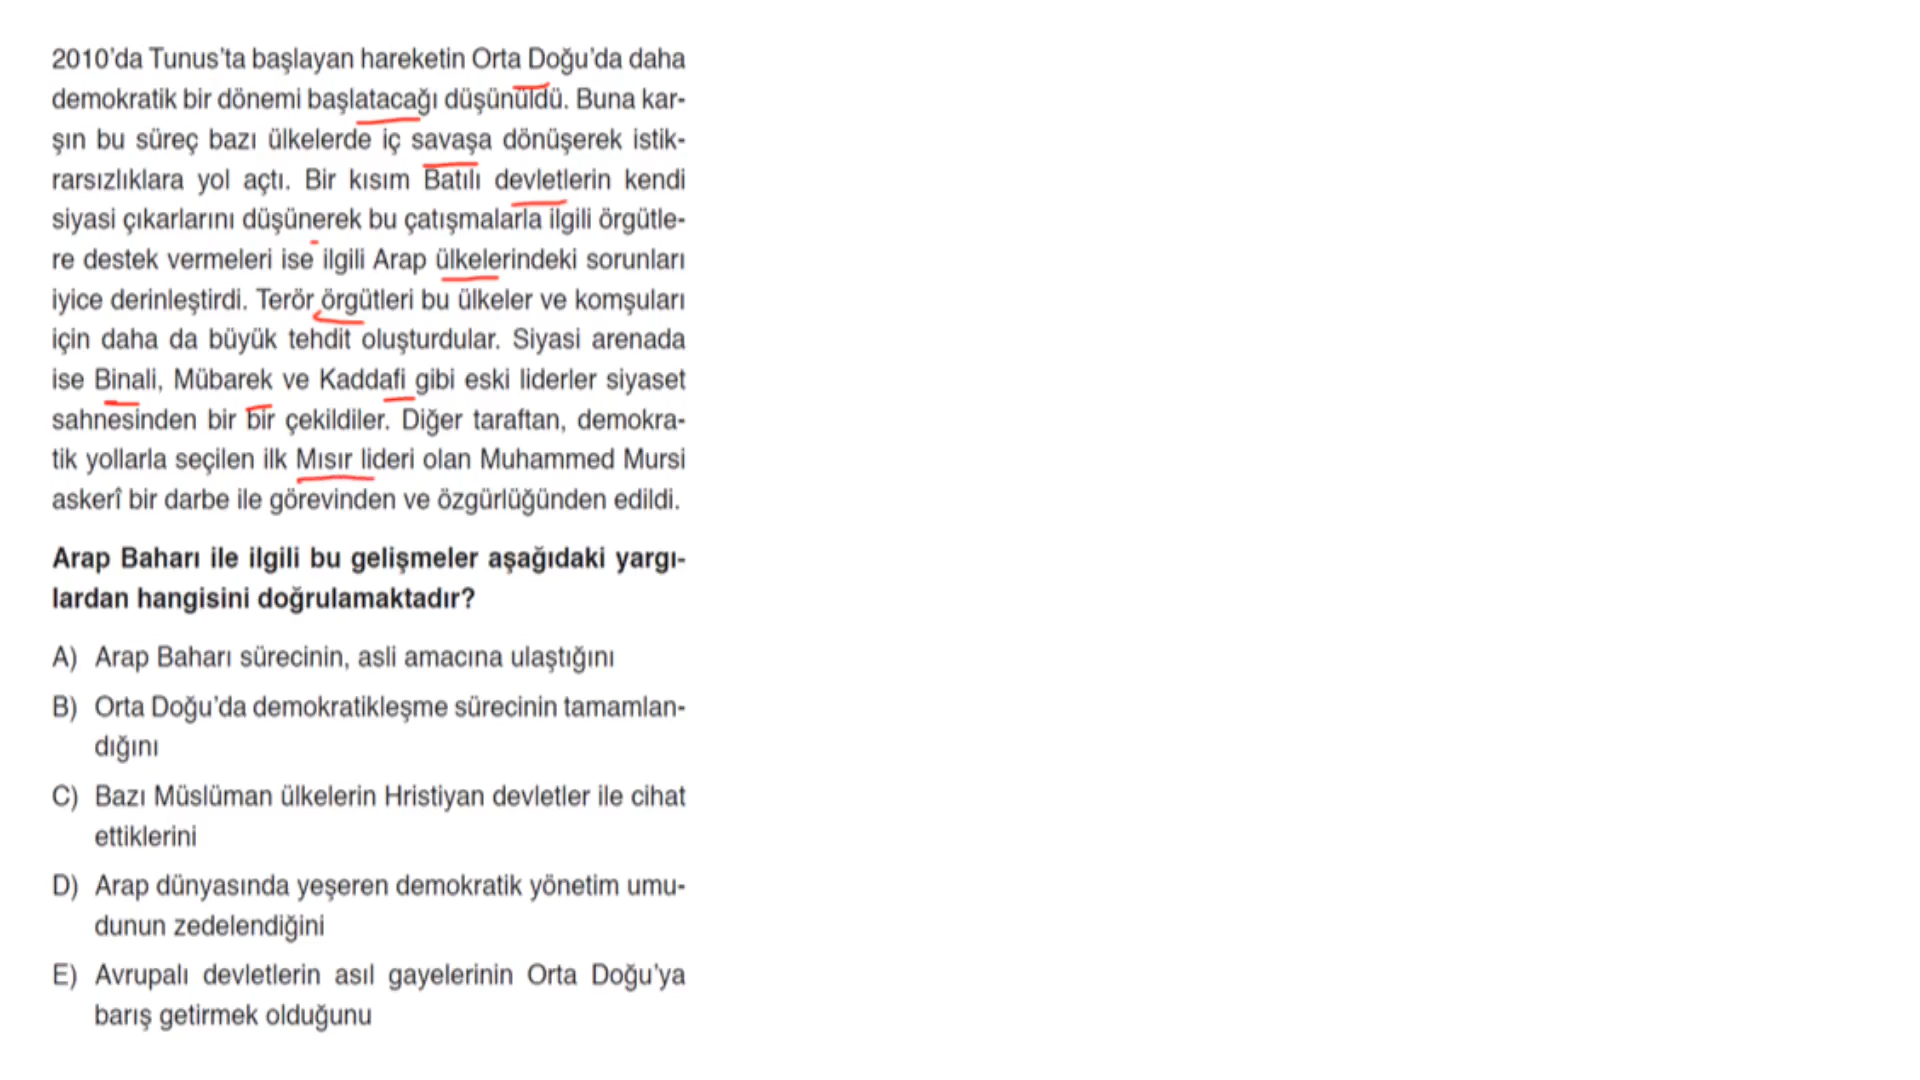 2010’da Tunus’ta başlayan hareketin Orta Doğu’da daha
demokratik bir dönemi başlatacağı düşünüldü. Buna kar-
şın bu süreç bazı ülkelerde iç savaşa dönüşerek istik-
rarsızlıklara yol açtı. Bir kısım Batılı devletlerin kendi
siyasi çıkarlarını düşünerek bu çatışmalarla ilgili örgütle-
re destek vermeleri ise ilgili Arap ülkelerindeki sorunları
iyice derinleştirdi. Terör örgütleri bu ülkeler ve komşuları
için daha da büyük tehdit oluşturdular. Siyasi arenada
ise Binali, Mübarek ve Kaddafi gibi eski liderler siyaset
sahnesinden bir bir çekildiler. Diğer taraftan, demokra-
tik yollarla seçilen ilk Mısır lideri olan Muhammed Mursi
askerî bir darbe ile görevinden ve özgürlüğünden edildi.
Arap Baharı ile ilgili bu gelişmeler aşağıdaki yargı-
lardan hangisini doğrulamaktadır?
A) Arap Baharı sürecinin, asli amacına ulaştığını
B) Orta Doğu’da demokratikleşme sürecinin tamamlan-
dığını
C) Bazı Müslüman ülkelerin Hristiyan devletler ile cihat
ettiklerini
D) Arap dünyasında yeşeren demokratik yönetim umu-
dunun zedelendiğini
E) Avrupalı devletlerin asıl gayelerinin Orta Doğu’ya
barış getirmek olduğunu